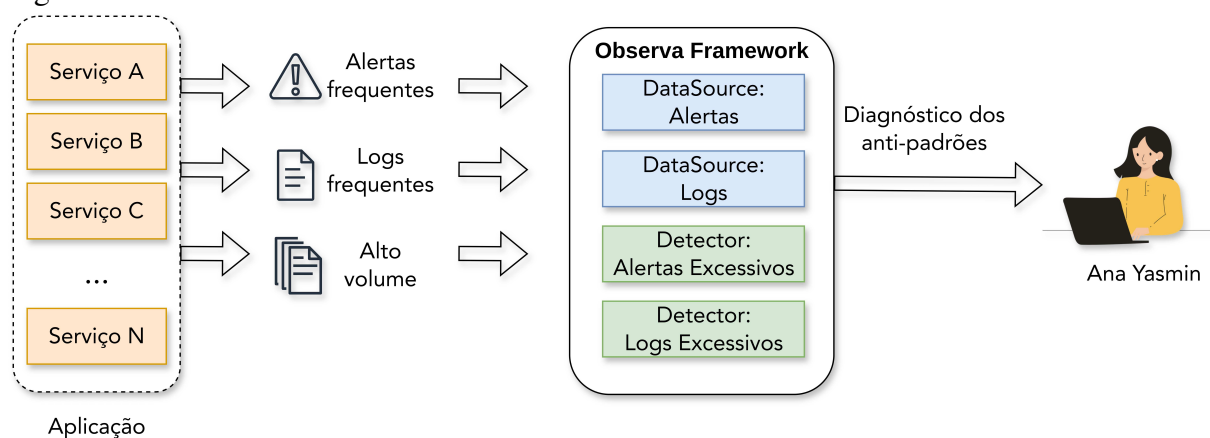 Serviço A
Serviço B
Serviço C
...
Serviço N
Aplicação
Alertas
frequentes
Logs
frequentes
Alto
volume
Observa Framework
DataSource:
Alertas
DataSource:
Logs
Detector:
Alertas Excessivos
Detector:
Logs Excessivos
Diagnóstico dos
anti-padrões
Ana Yasmin